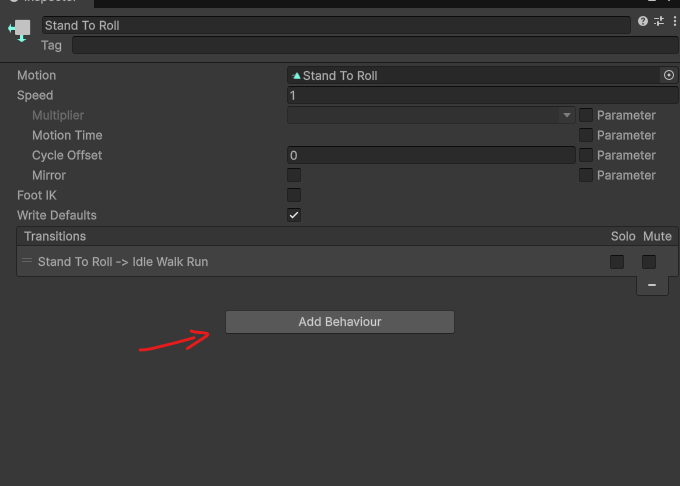 Inspector
Stand To Roll
Tag
Motion Stand To Roll
Speed 1
Multiplier Parameter
Motion Time Parameter
Cycle Offset 0 Parameter
Mirror Parameter
Foot IK
Write Defaults
Transitions Solo Mute
Stand To Roll -> Idle Walk Run
Add Behaviour